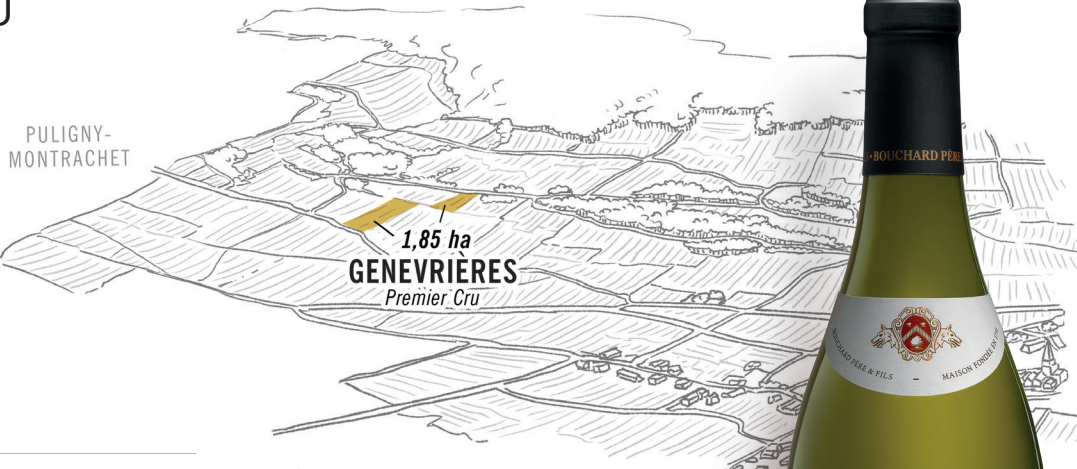 PULIGNY-
MONTRACHET
1,85 ha
GENEVRIÈRES
Premier Cru
BOUCHARD PÈRE
BOUCHARD PÈRE & FILS - MAISON FONDÉE EN